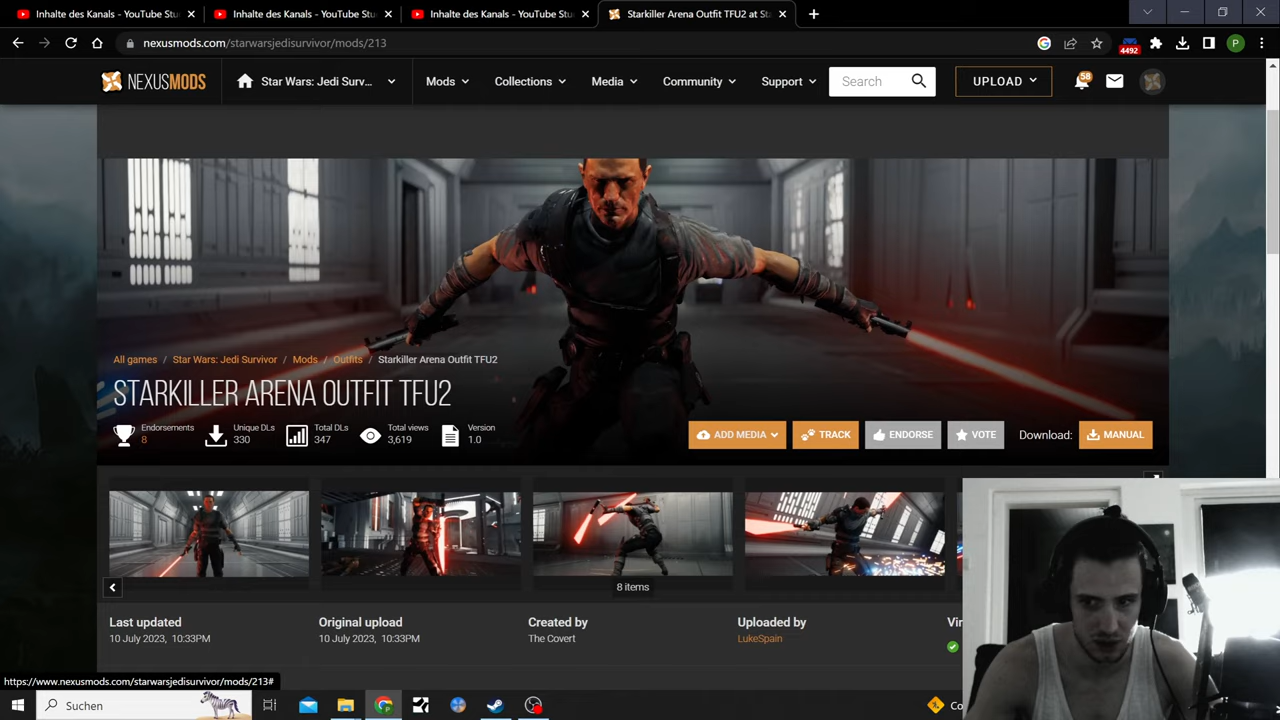 Inhalte des Kanals - YouTube Stu
Inhalte des Kanals - YouTube Stu
Inhalte des Kanals - YouTube Stu
Starkiller Arena Outfit TFU2 at St
nexusmods.com/starwarsjedisurvivor/mods/213
4492
P
NEXUSMODS
Star Wars: Jedi Surv...
Mods
Collections
Media
Community
Support
Search
UPLOAD
58
All games / Star Wars: Jedi Survivor / Mods / Outfits / Starkiller Arena Outfit TFU2
STARKILLER ARENA OUTFIT TFU2
Endorsements
8
Unique DLs
330
Total DLs
347
Total views
3,619
Version
1.0
ADD MEDIA
TRACK
ENDORSE
VOTE
Download:
MANUAL
8 items
Last updated
10 July 2023, 10:33PM
Original upload
10 July 2023, 10:33PM
Created by
The Covert
Uploaded by
LukeSpain
https://www.nexusmods.com/starwarsjedisurvivor/mods/213#
Suchen